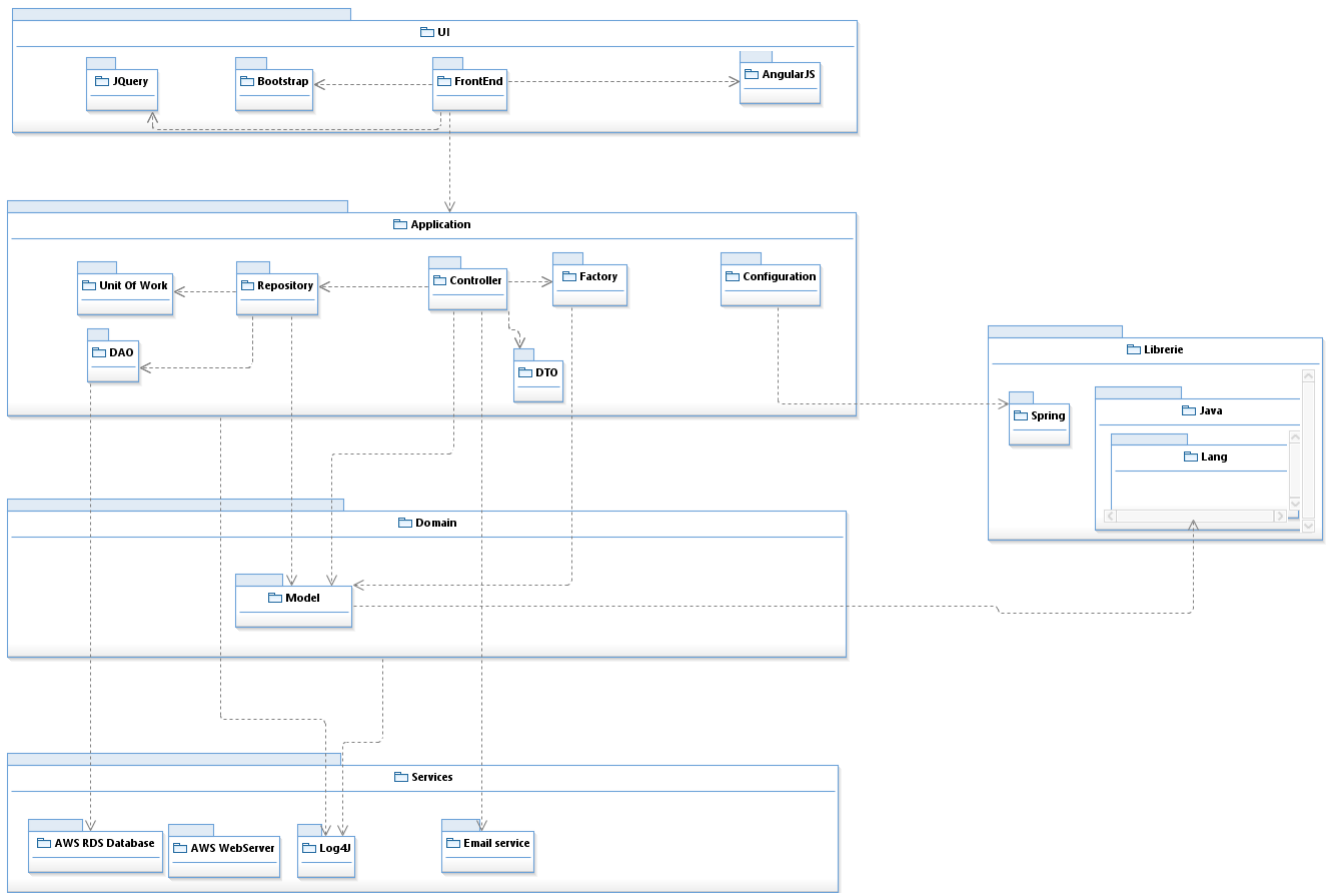 UI
JQuery
Bootstrap
FrontEnd
AngularJS
Application
Unit Of Work
Repository
Controller
Factory
Configuration
DAO
DTO
Librerie
Spring
Java
Lang
Domain
Model
Services
AWS RDS Database
AWS WebServer
Log4J
Email service